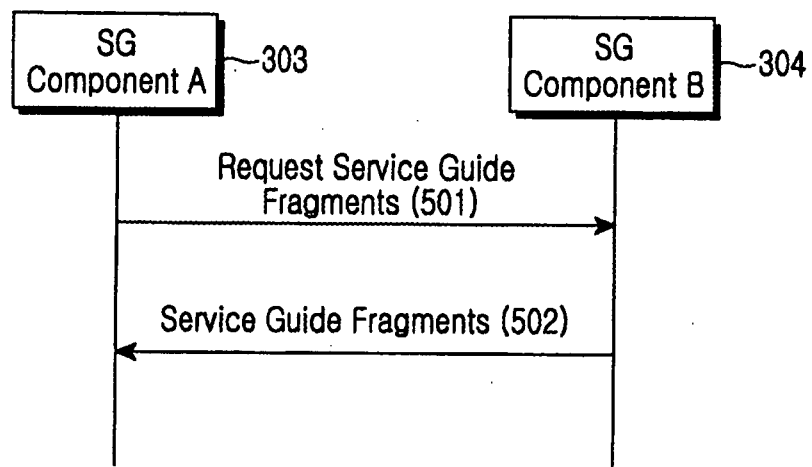 SG
Component A
303
SG
Component B
304
Request Service Guide
Fragments (501)
Service Guide Fragments (502)